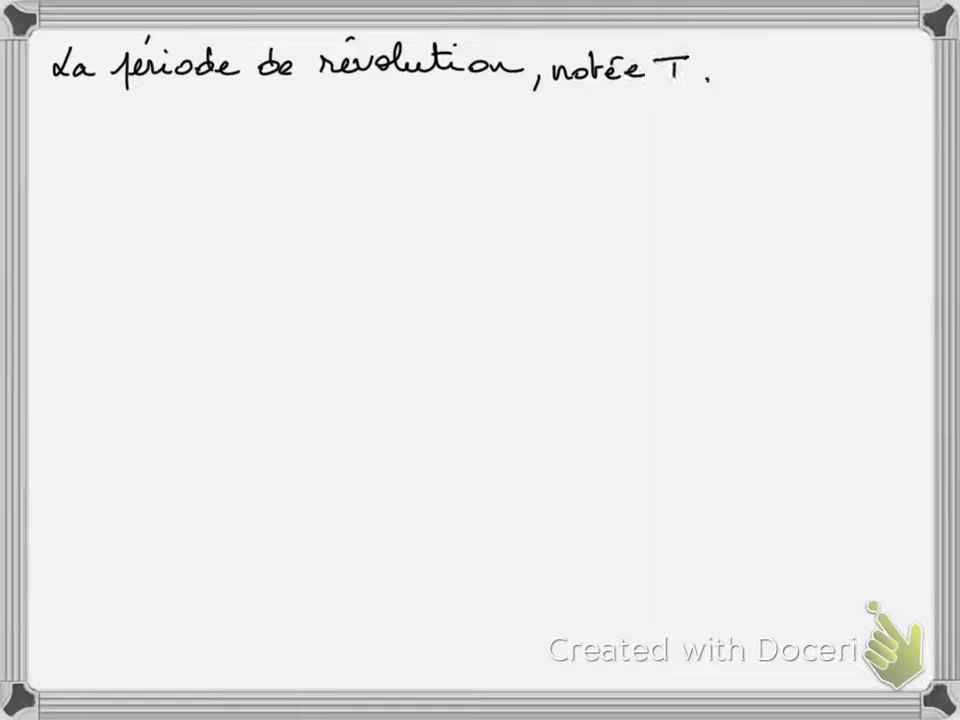 La période de révolution, notée T.
Created with Doceri